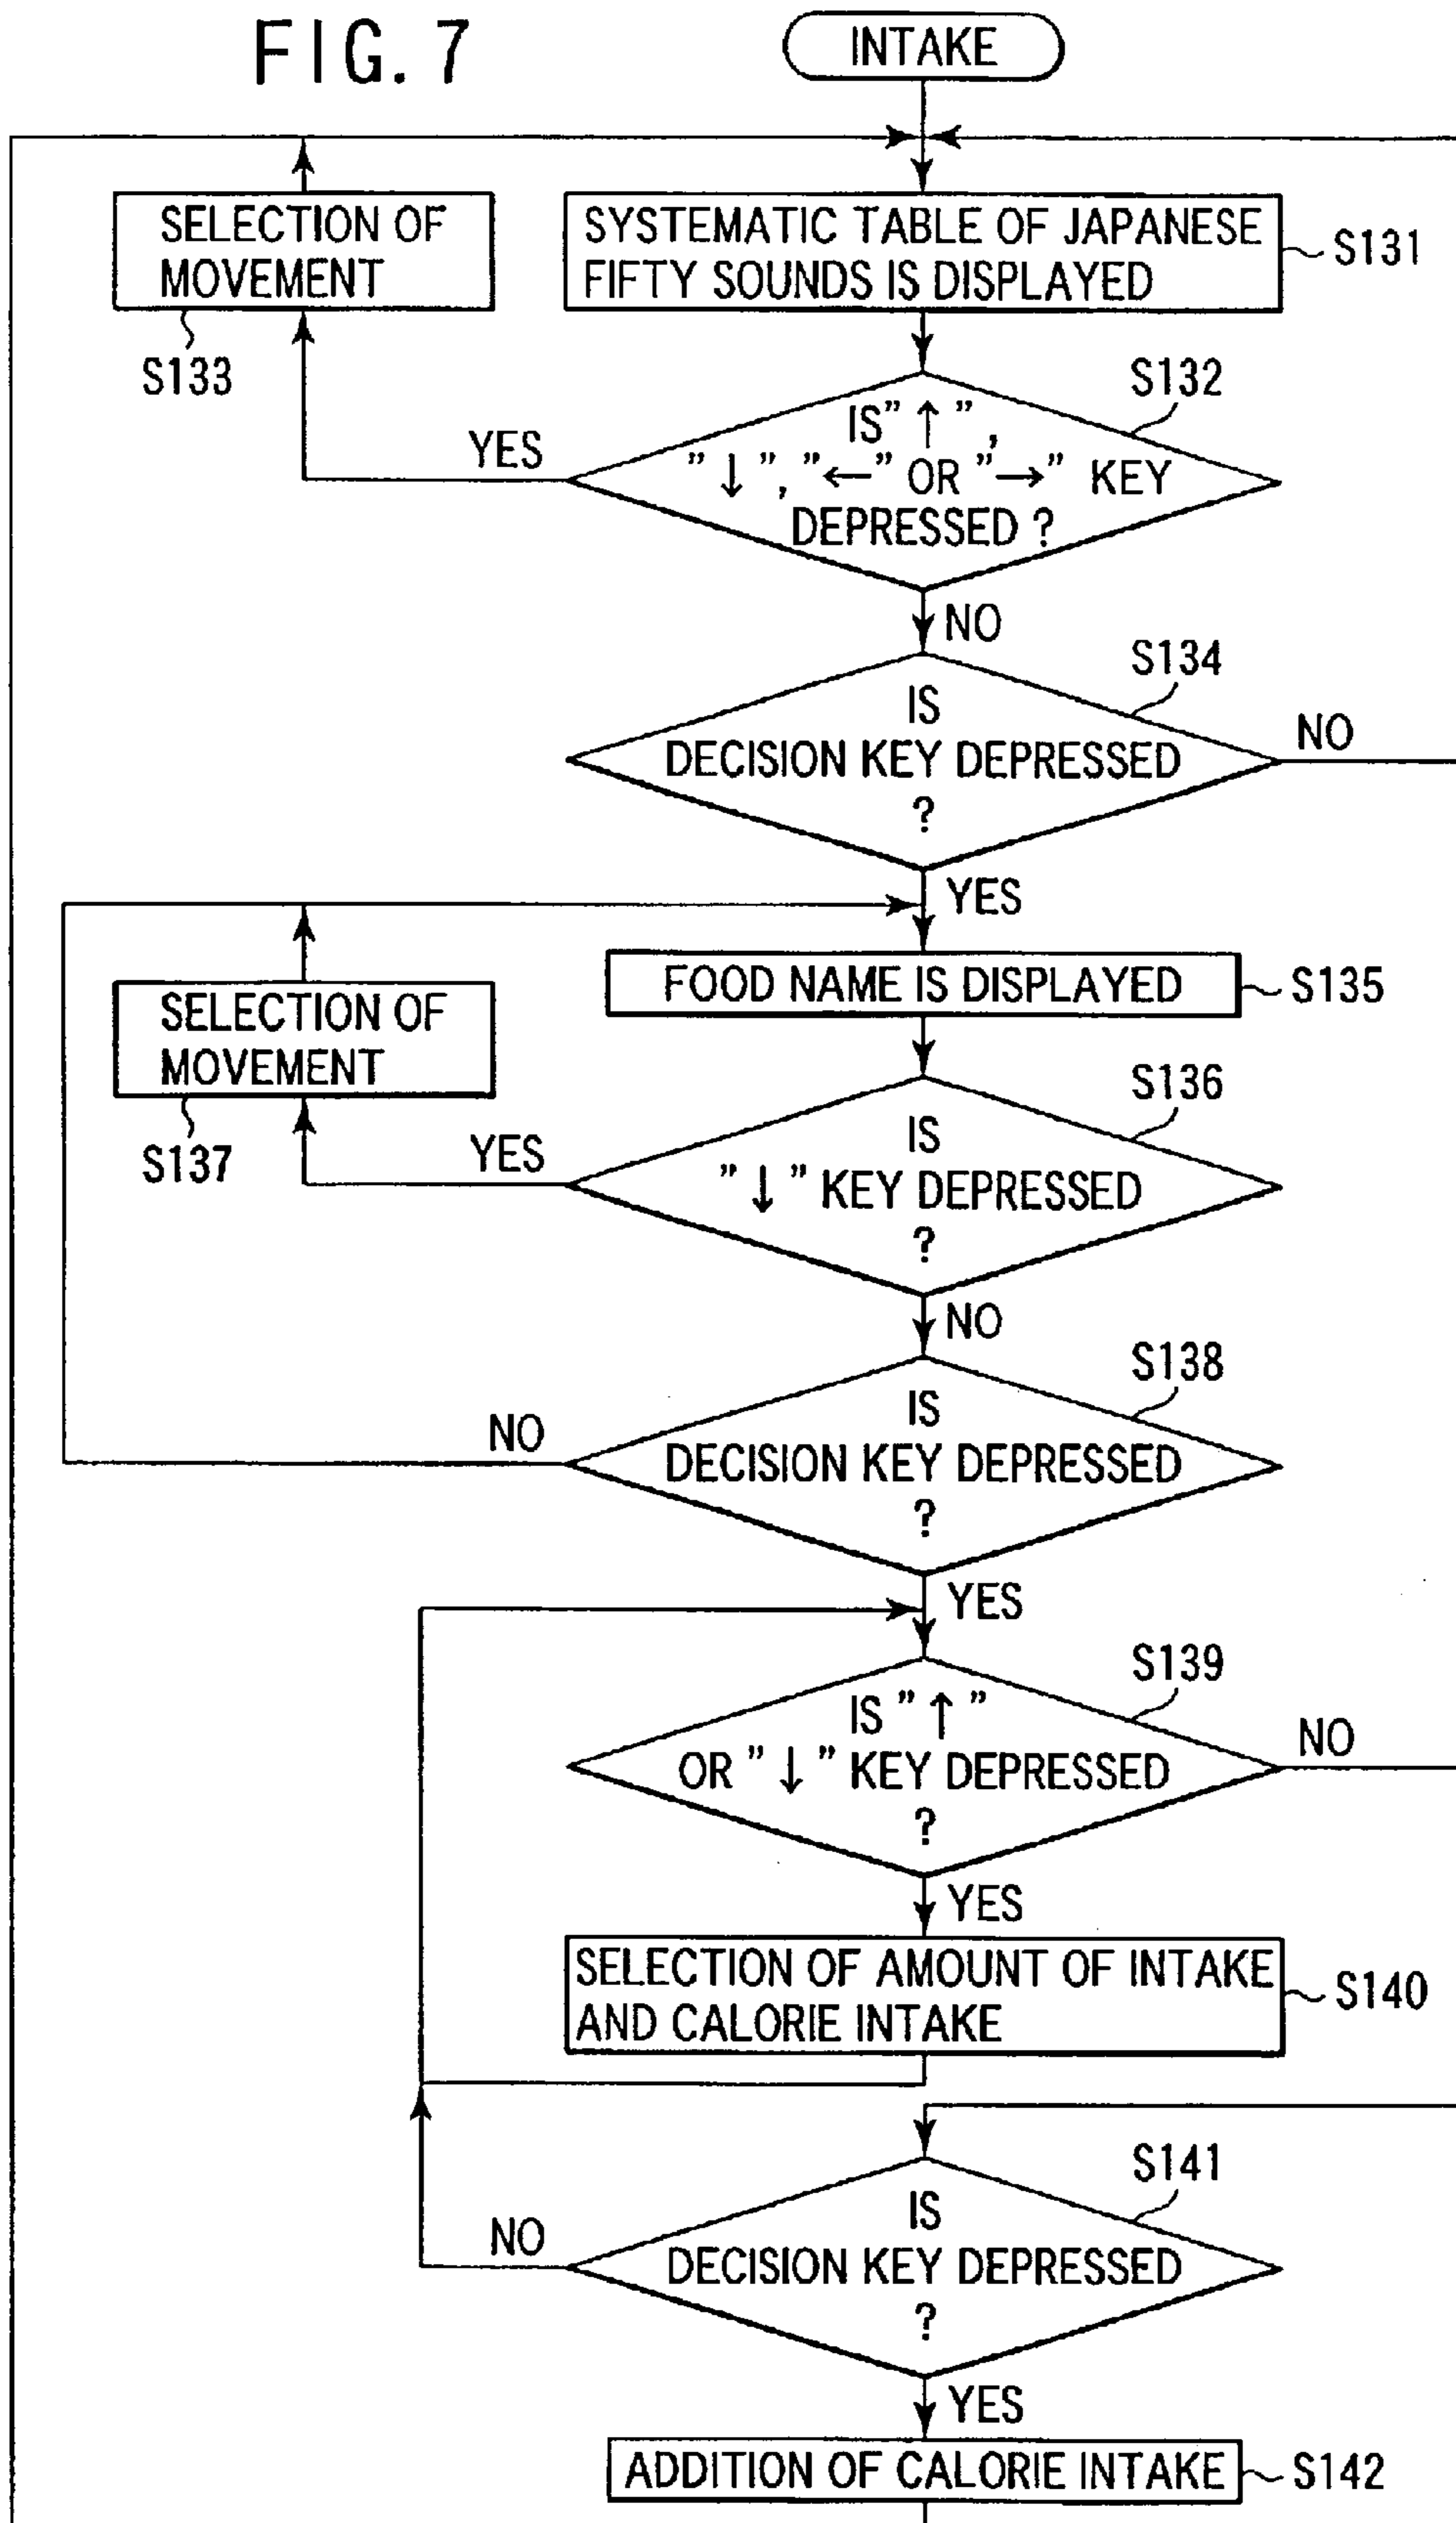 FIG. 7
INTAKE
SELECTION OF
MOVEMENT
S133
SYSTEMATIC TABLE OF JAPANESE
FIFTY SOUNDS IS DISPLAYED
S131
S132
IS" ↑ ",
" ↓ ", "←" OR "→" KEY
DEPRESSED ?
YES
NO
S134
IS
DECISION KEY DEPRESSED
?
NO
YES
FOOD NAME IS DISPLAYED
S135
SELECTION OF
MOVEMENT
S137
S136
IS
" ↓ " KEY DEPRESSED
?
YES
NO
S138
IS
DECISION KEY DEPRESSED
?
NO
YES
S139
IS " ↑ "
OR " ↓ " KEY DEPRESSED
?
NO
YES
SELECTION OF AMOUNT OF INTAKE
AND CALORIE INTAKE
S140
S141
IS
DECISION KEY DEPRESSED
?
NO
YES
ADDITION OF CALORIE INTAKE
S142